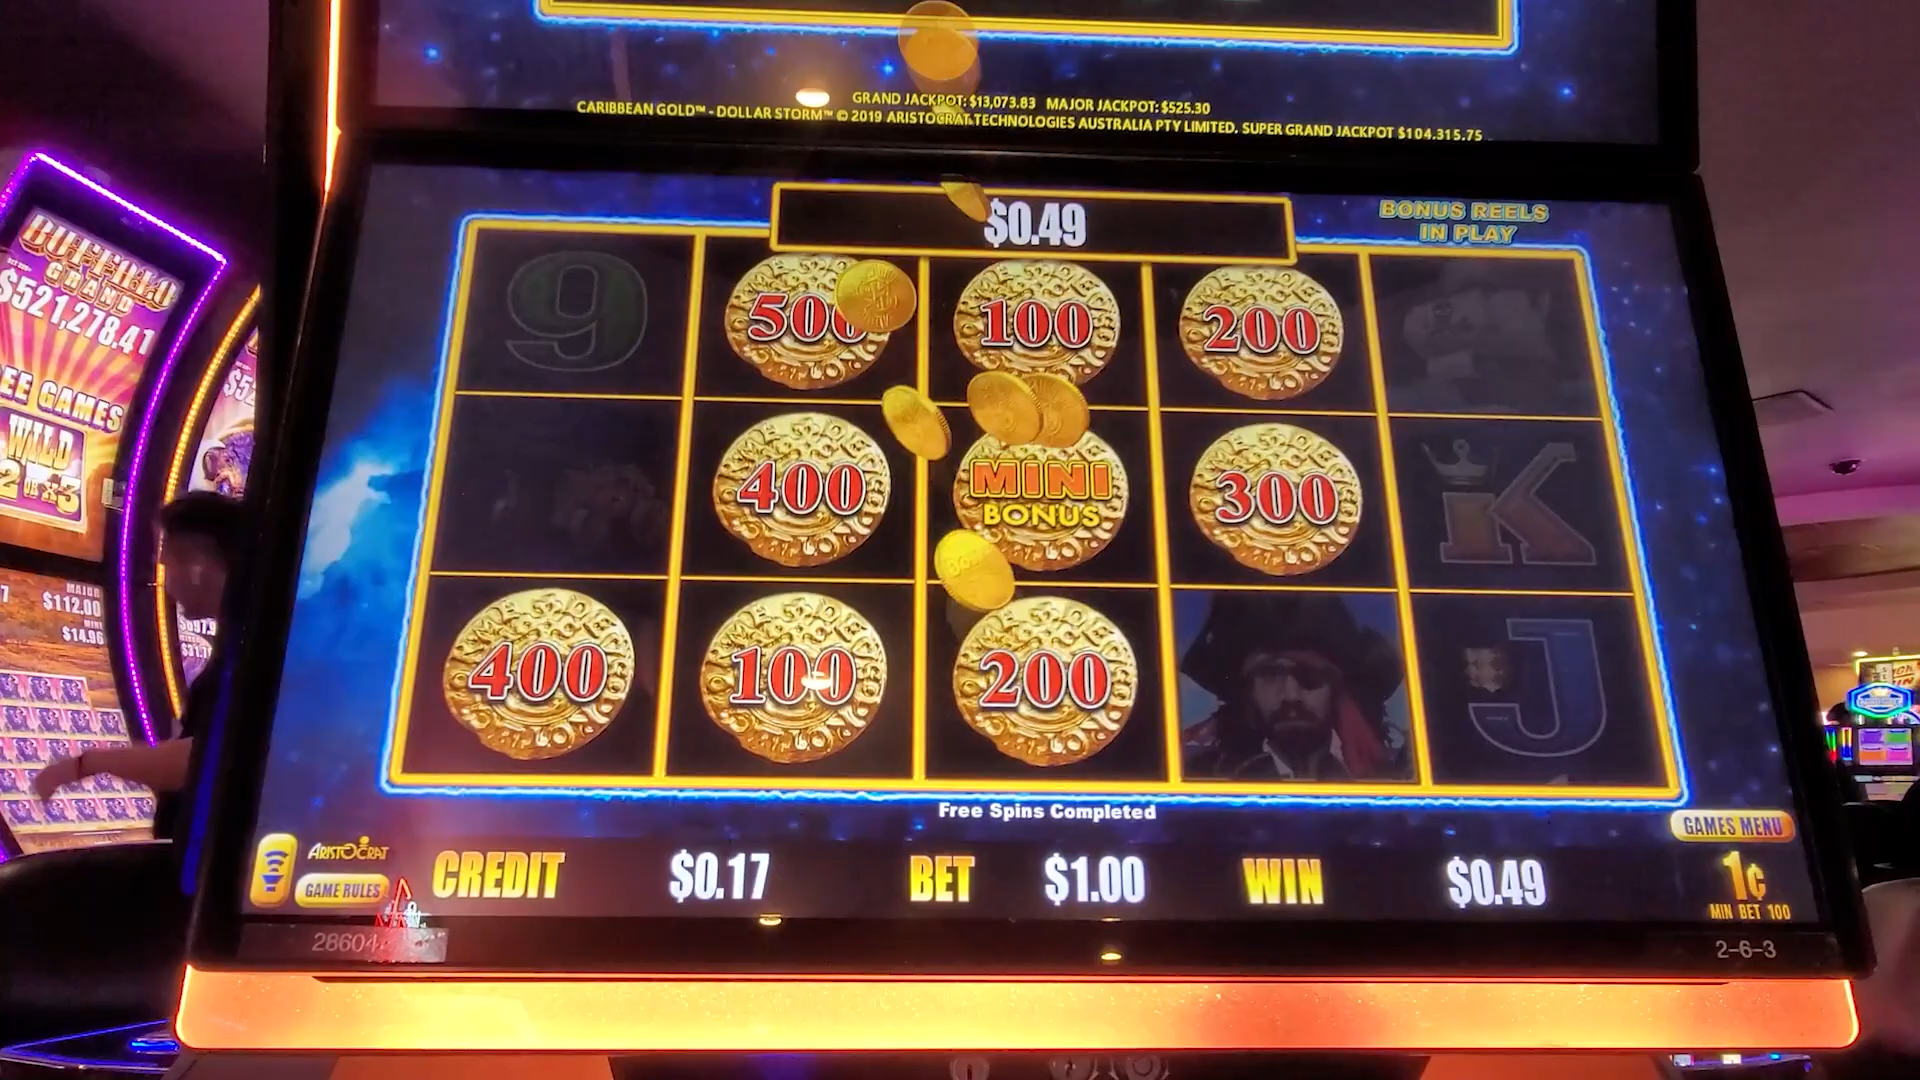 GRAND JACKPOT: $13,073.83 MAJOR JACKPOT: $525.30
CARIBBEAN GOLD™ - DOLLAR STORM™ © 2019 ARISTOCRAT TECHNOLOGIES AUSTRALIA PTY LIMITED. SUPER GRAND JACKPOT $104,315.75
$0.49
BONUS REELS
IN PLAY
BUFFALO
GRAND
$521,278.41
EE GAMES
WILD
MAJOR
$112.00
$14.96
9
500
100
200
400
MINI
BONUS
300
K
400
100
200
J
Free Spins Completed
GAMES MENU
ARISTOCRAT
GAME RULES
CREDIT $0.17 BET $1.00 WIN $0.49
1¢
MIN BET 100
28604
2-6-3